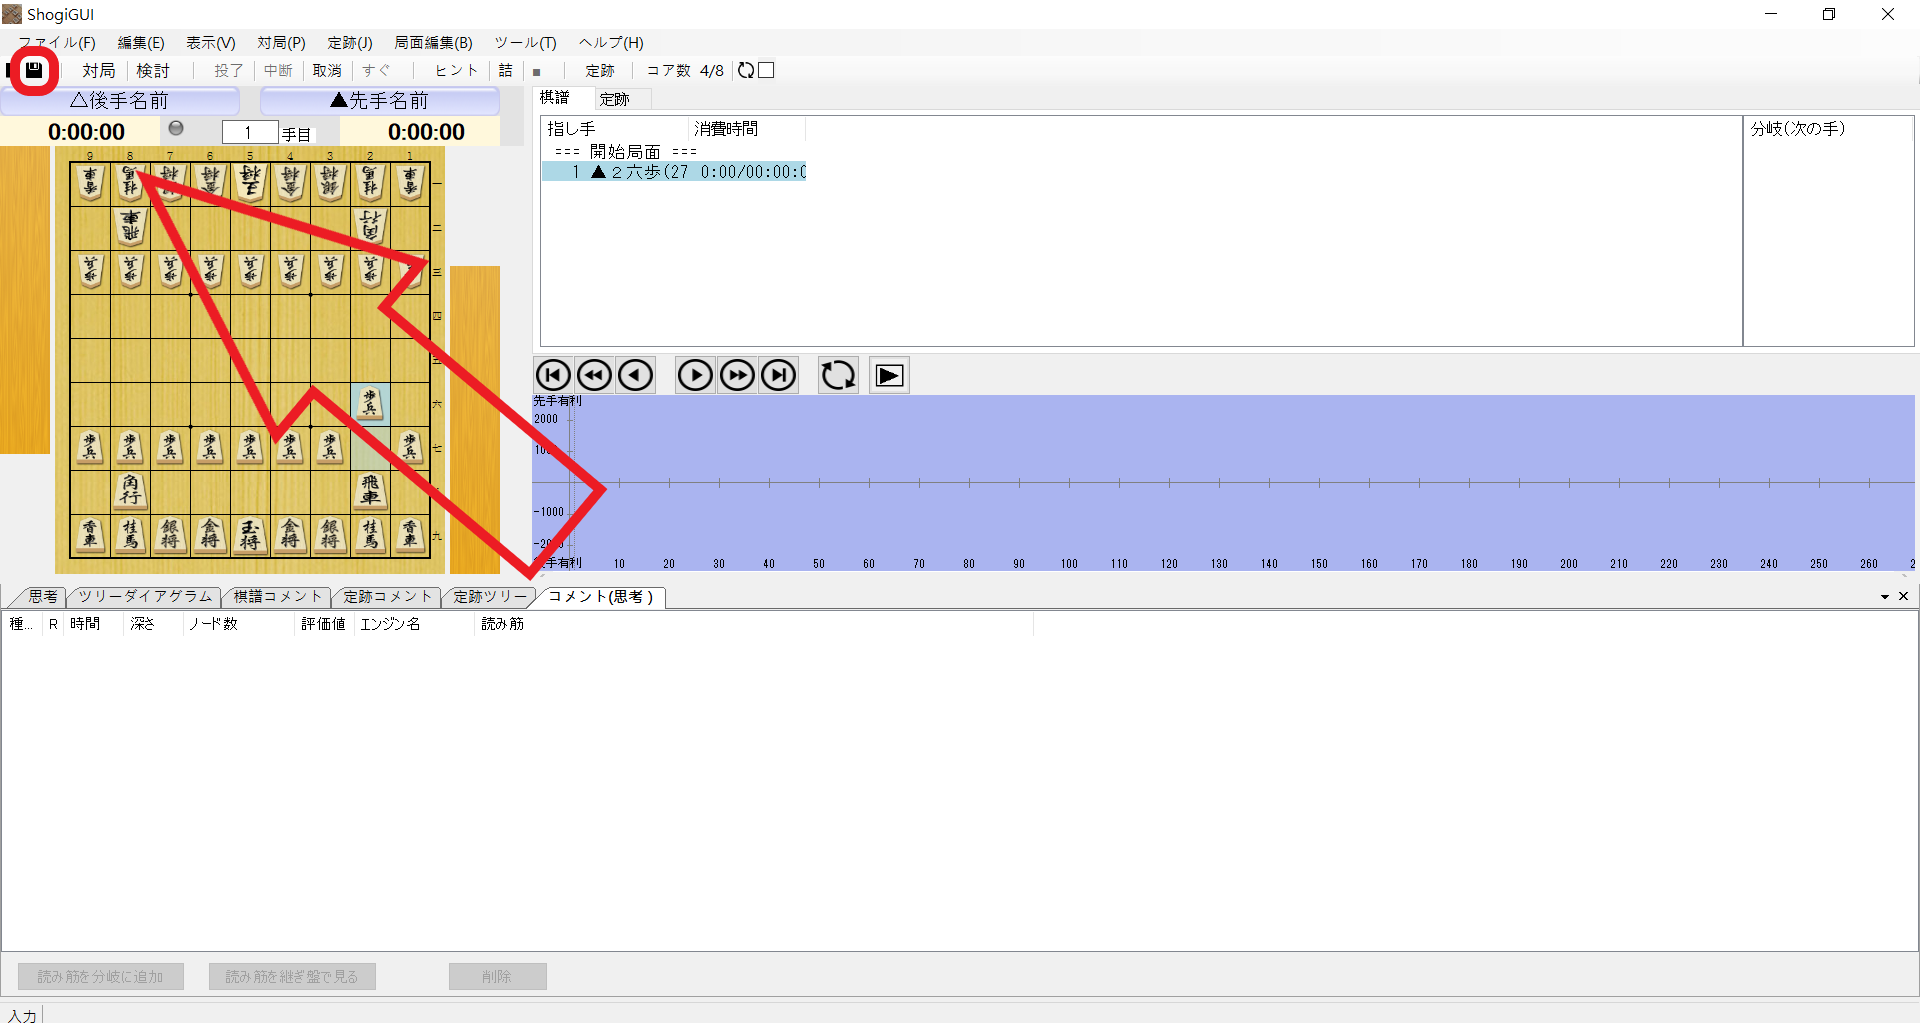 ShogiGUI
ファイル(F) 編集(E) 表示(V) 対局(P) 定跡(J) 局面編集(B) ツール(T) ヘルプ(H)
対局 検討 投了 中断 取消 すぐ ヒント 詰 定跡 コア数 4/8
△後手名前 ▲先手名前
0:00:00 1 手目 0:00:00
9 8 7 6 5 4 3 2 1
香車 桂馬 銀将 金将 王将 金将 銀将 桂馬 香車 一
飛車 角行 二
歩兵 歩兵 歩兵 歩兵 歩兵 歩兵 歩兵 歩兵 歩兵 三
四
歩兵 六
歩兵 歩兵 歩兵 歩兵 歩兵 歩兵 歩兵 歩兵 七
角行 飛車
香車 桂馬 銀将 金将 玉将 金将 銀将 桂馬 香車 九
棋譜 定跡
指し手 消費時間 分岐(次の手)
=== 開始局面 ===
1 ▲２六歩(27 0:00/00:00:0
先手有利
2000
-1000
手有利 10 20 30 40 50 60 70 80 90 100 110 120 130 140 150 160 170 180 190 200 210 220 230 240 250 260 2
思考 ツリーダイアグラム 棋譜コメント 定跡コメント 定跡ツリー コメント(思考)
種... R 時間 深さ ノード数 評価値 エンジン名 読み筋
読み筋を分岐に追加 読み筋を継ぎ盤で見る 削除
入力